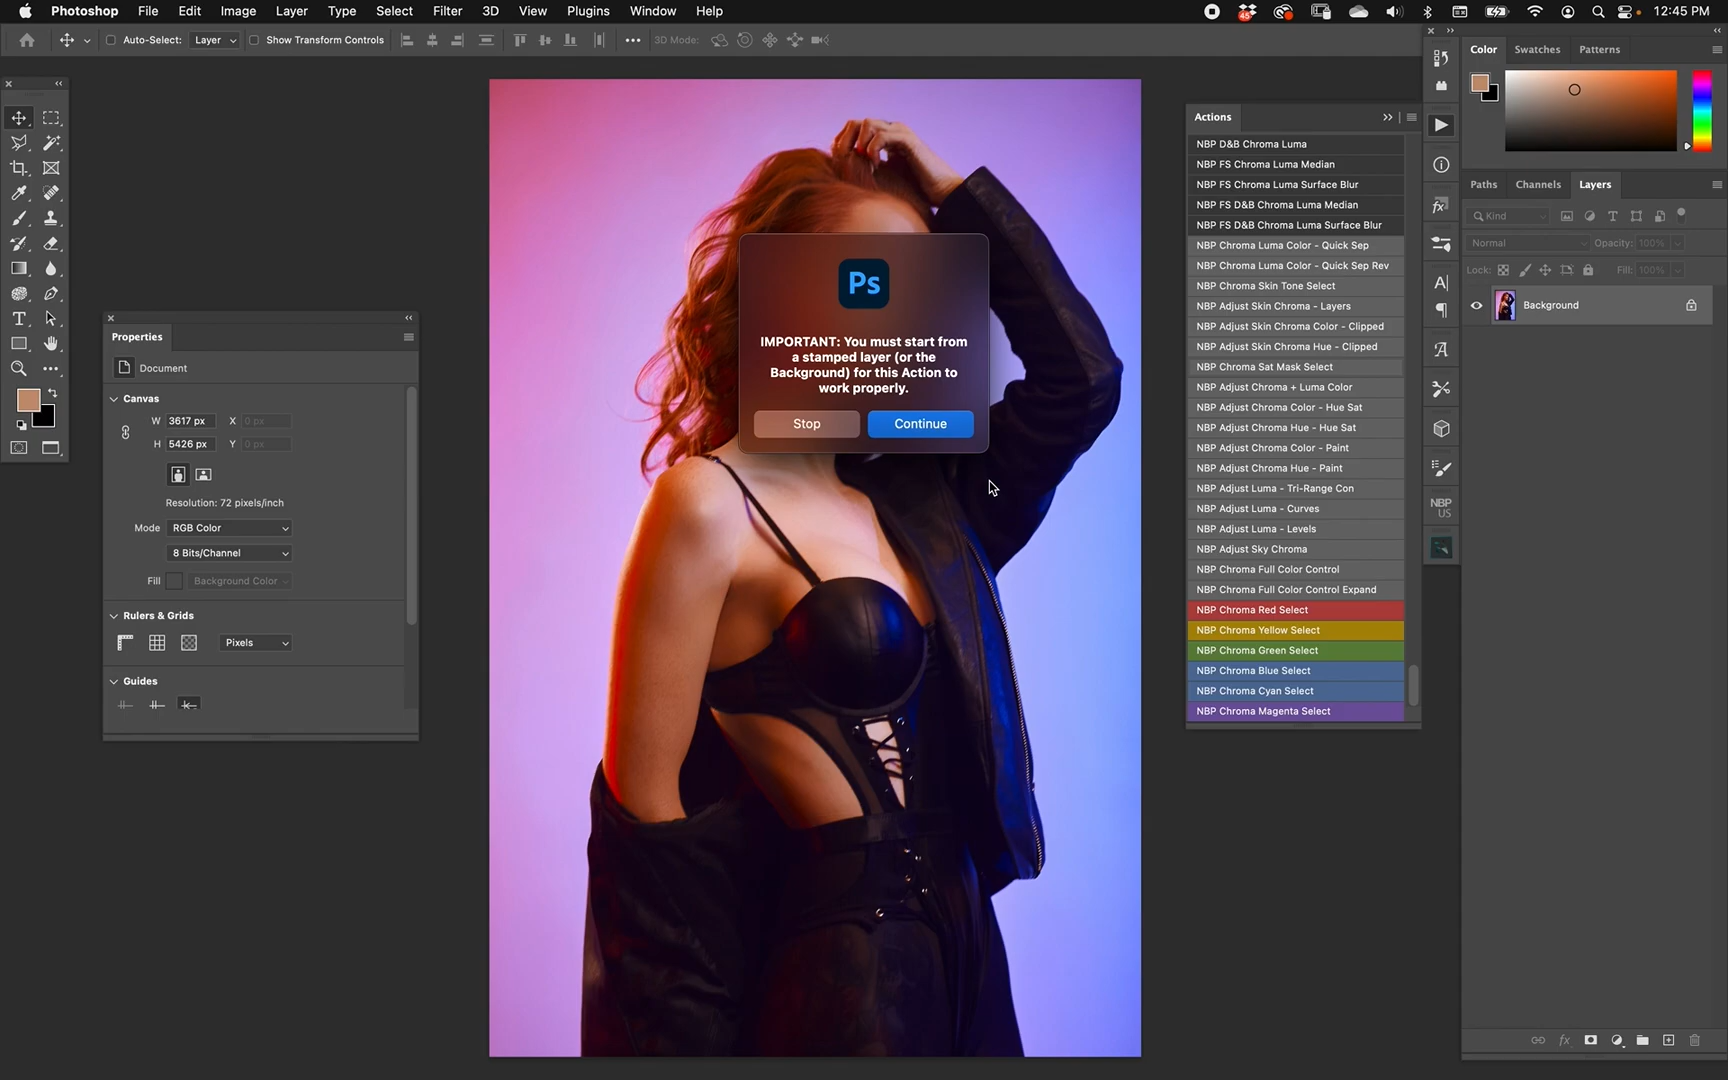 Photoshop File Edit Image Layer Type Select Filter 3D View Plugins Window Help
45
12:45 PM
Auto-Select: Layer Show Transform Controls
3D Mode:
Properties
Document
Canvas
W 3617 px X 0 px
H 5426 px Y 0 px
Resolution: 72 pixels/inch
Mode RGB Color
8 Bits/Channel
Fill Background Color
Rulers & Grids
Pixels
Guides
Ps
IMPORTANT: You must start from
a stamped layer (or the
Background) for this Action to
work properly.
Stop Continue
Actions
NBP D&B Chroma Luma
NBP FS Chroma Luma Median
NBP FS Chroma Luma Surface Blur
NBP FS D&B Chroma Luma Median
NBP FS D&B Chroma Luma Surface Blur
NBP Chroma Luma Color - Quick Sep
NBP Chroma Luma Color - Quick Sep Rev
NBP Chroma Skin Tone Select
NBP Adjust Skin Chroma - Layers
NBP Adjust Skin Chroma Color - Clipped
NBP Adjust Skin Chroma Hue - Clipped
NBP Chroma Sat Mask Select
NBP Adjust Chroma + Luma Color
NBP Adjust Chroma Color - Hue Sat
NBP Adjust Chroma Hue - Hue Sat
NBP Adjust Chroma Color - Paint
NBP Adjust Chroma Hue - Paint
NBP Adjust Luma - Tri-Range Con
NBP Adjust Luma - Curves
NBP Adjust Luma - Levels
NBP Adjust Sky Chroma
NBP Chroma Full Color Control
NBP Chroma Full Color Control Expand
NBP Chroma Red Select
NBP Chroma Yellow Select
NBP Chroma Green Select
NBP Chroma Blue Select
NBP Chroma Cyan Select
NBP Chroma Magenta Select
NBP
US
Color Swatches Patterns
Paths Channels Layers
Kind
Normal Opacity: 100%
Lock: Fill: 100%
Background
fx